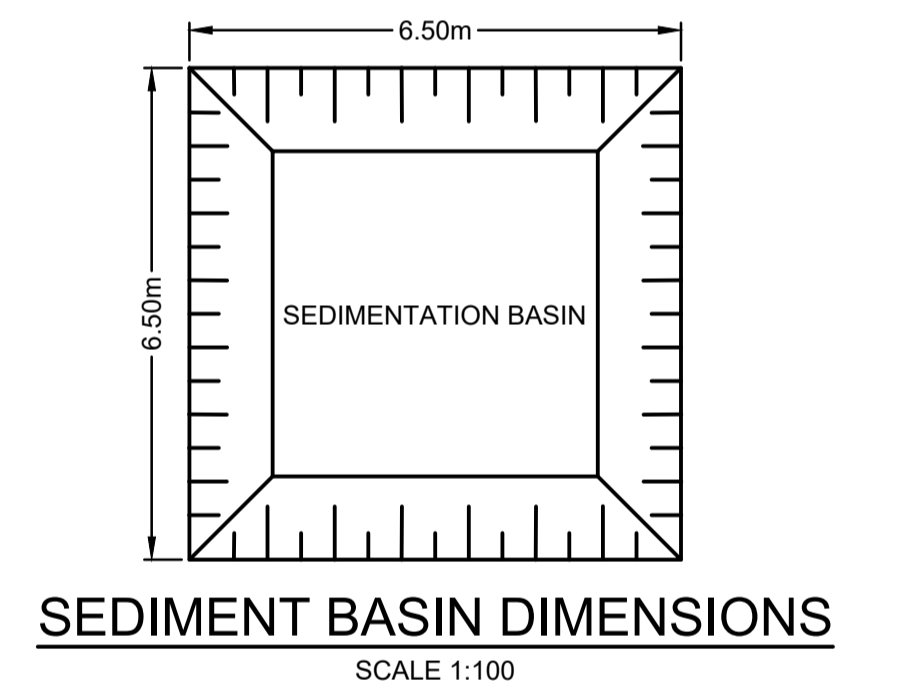 6.50m
6.50m
SEDIMENTATION BASIN
SEDIMENT BASIN DIMENSIONS
SCALE 1:100